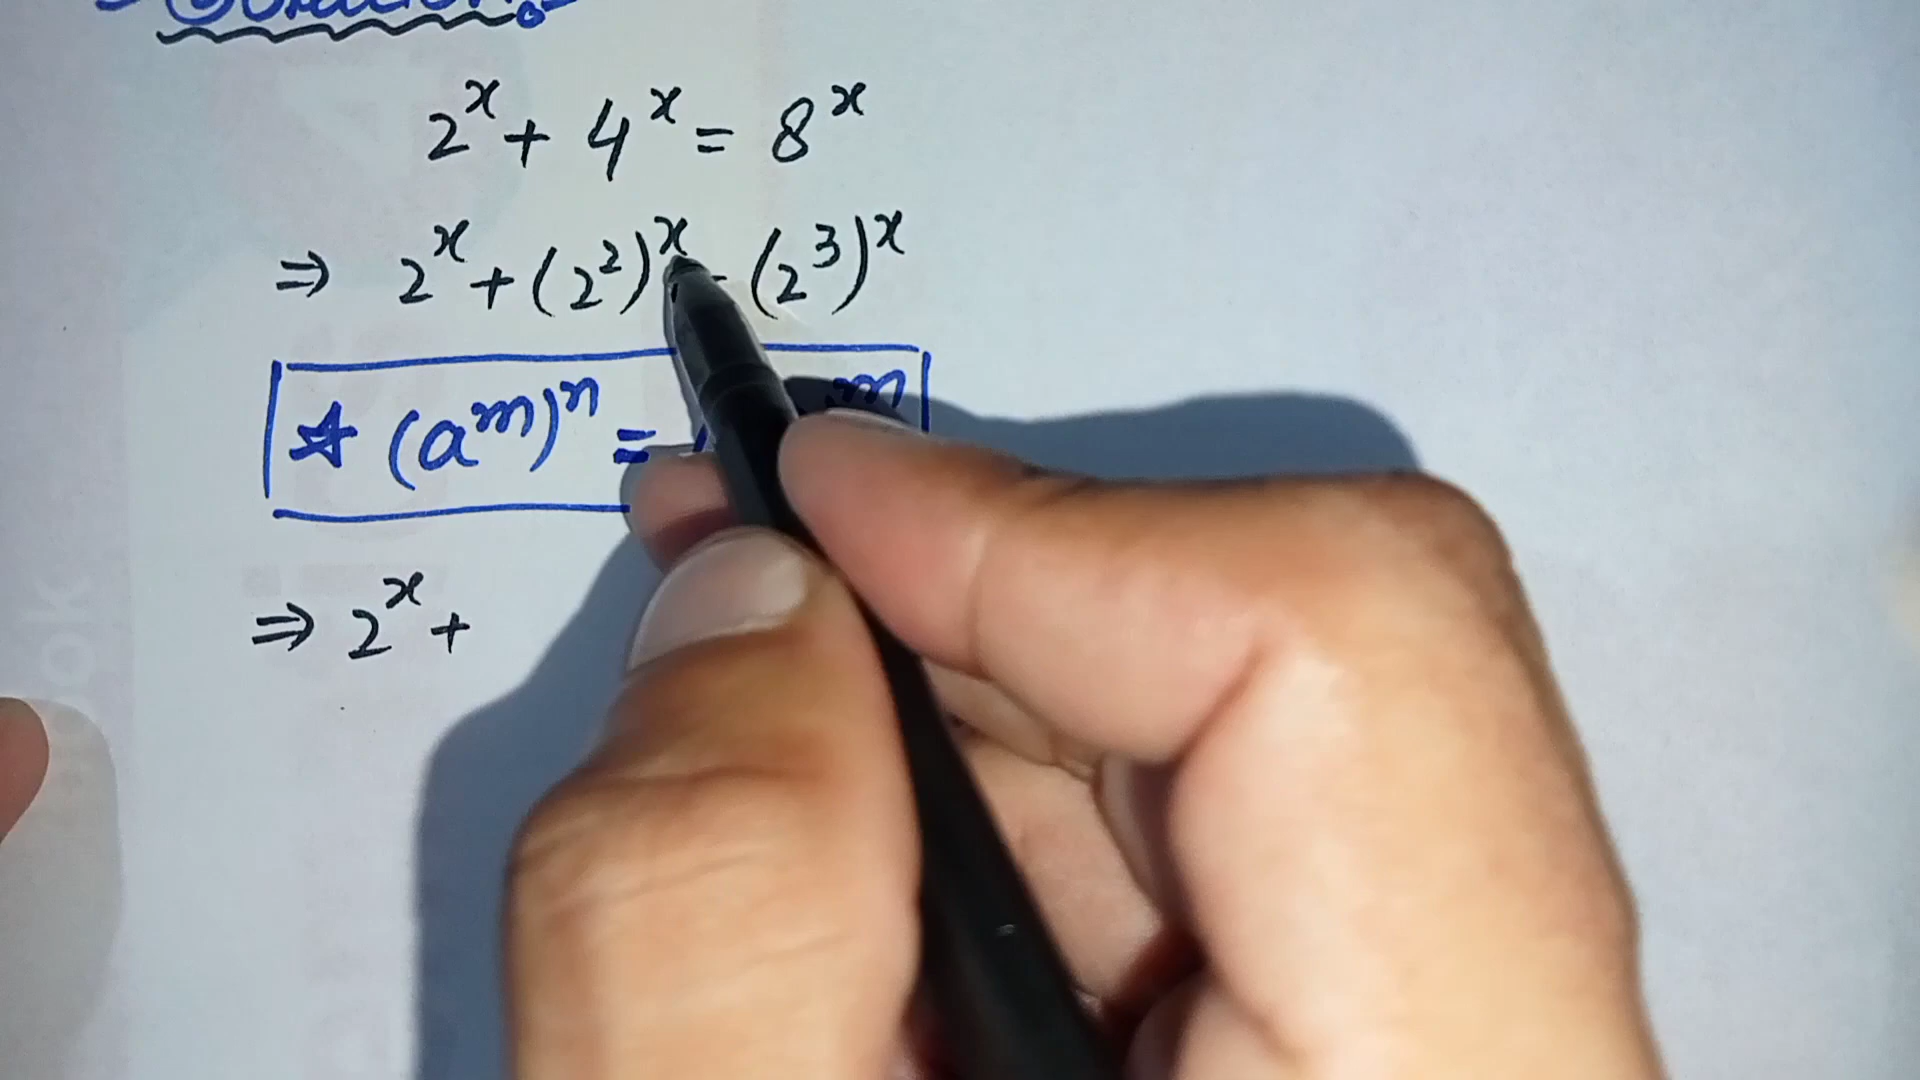 2^x + 4^x = 8^x
⇒ 2^x + (2^2)^x = (2^3)^x
☆ (a^m)^n =
⇒ 2^x +